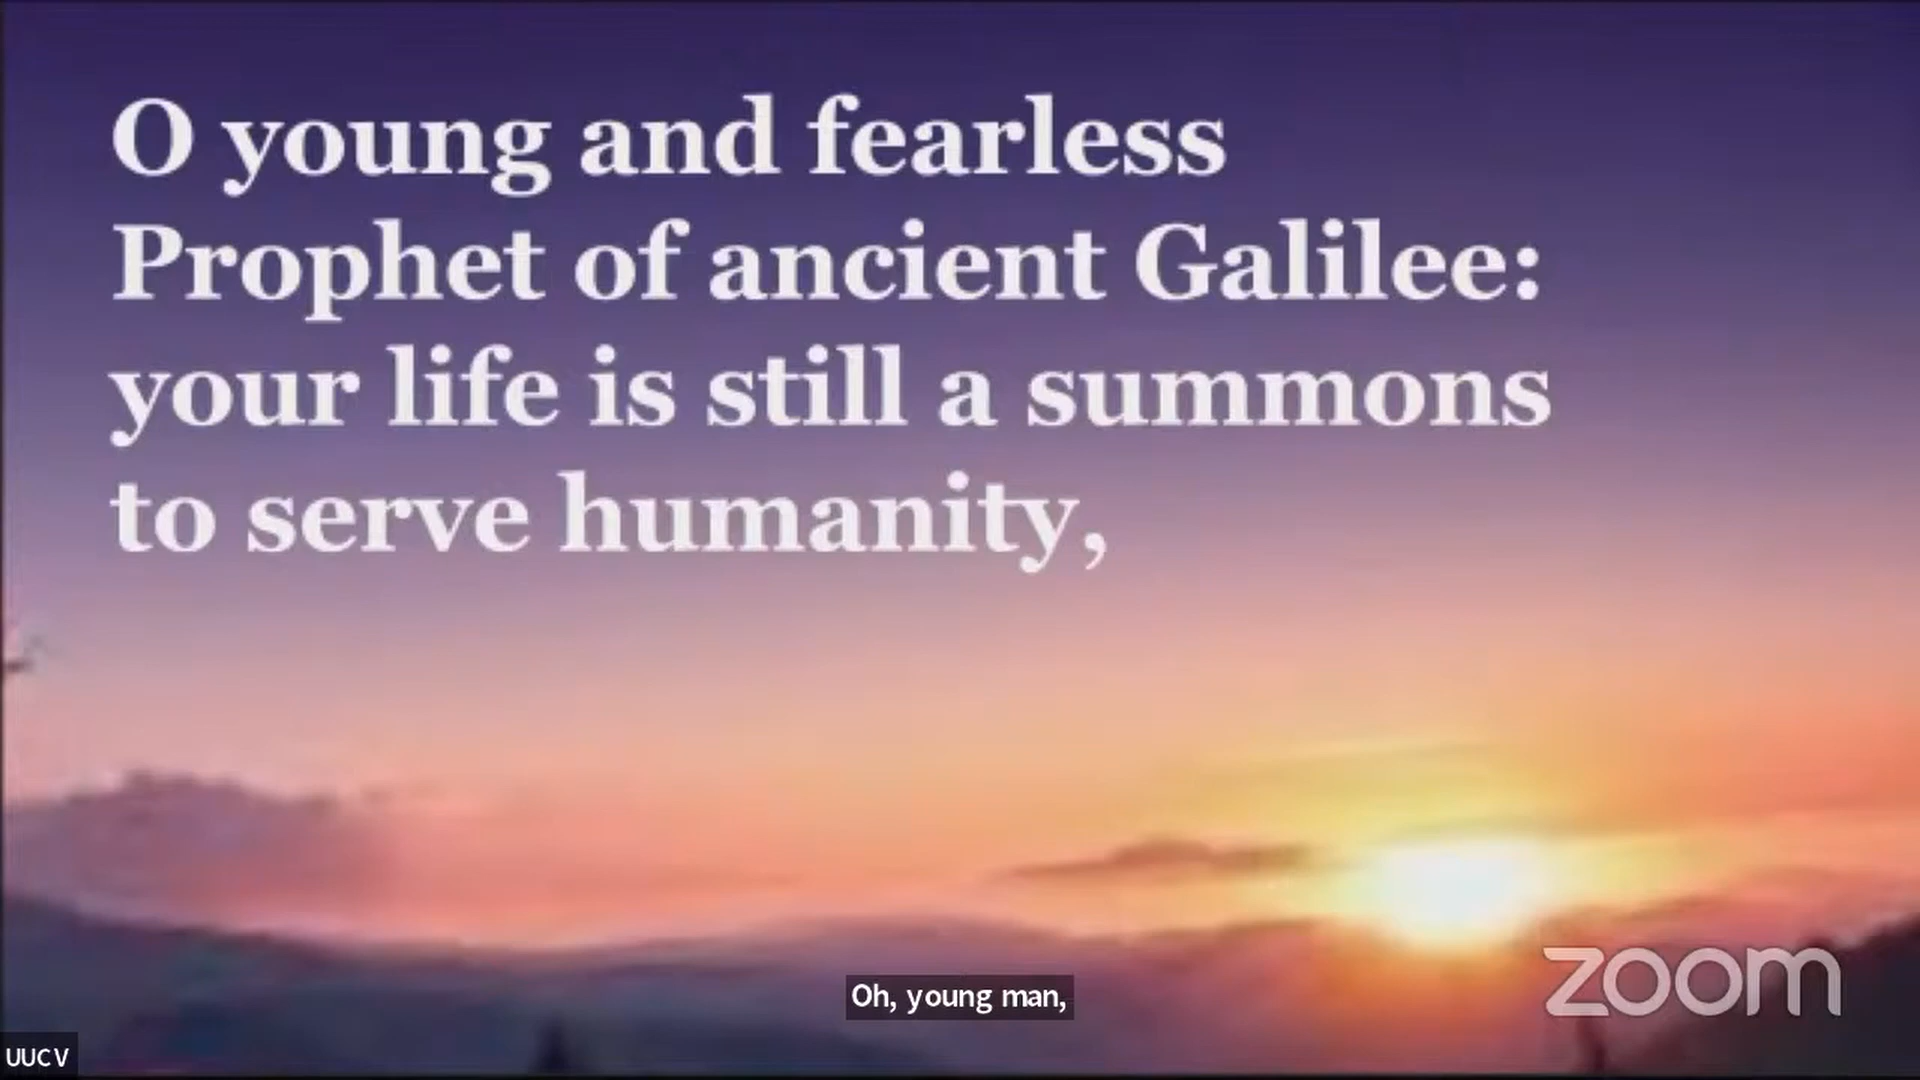 O young and fearless
Prophet of ancient Galilee:
your life is still a summons
to serve humanity,
Oh, young man,
zoom
UUCV